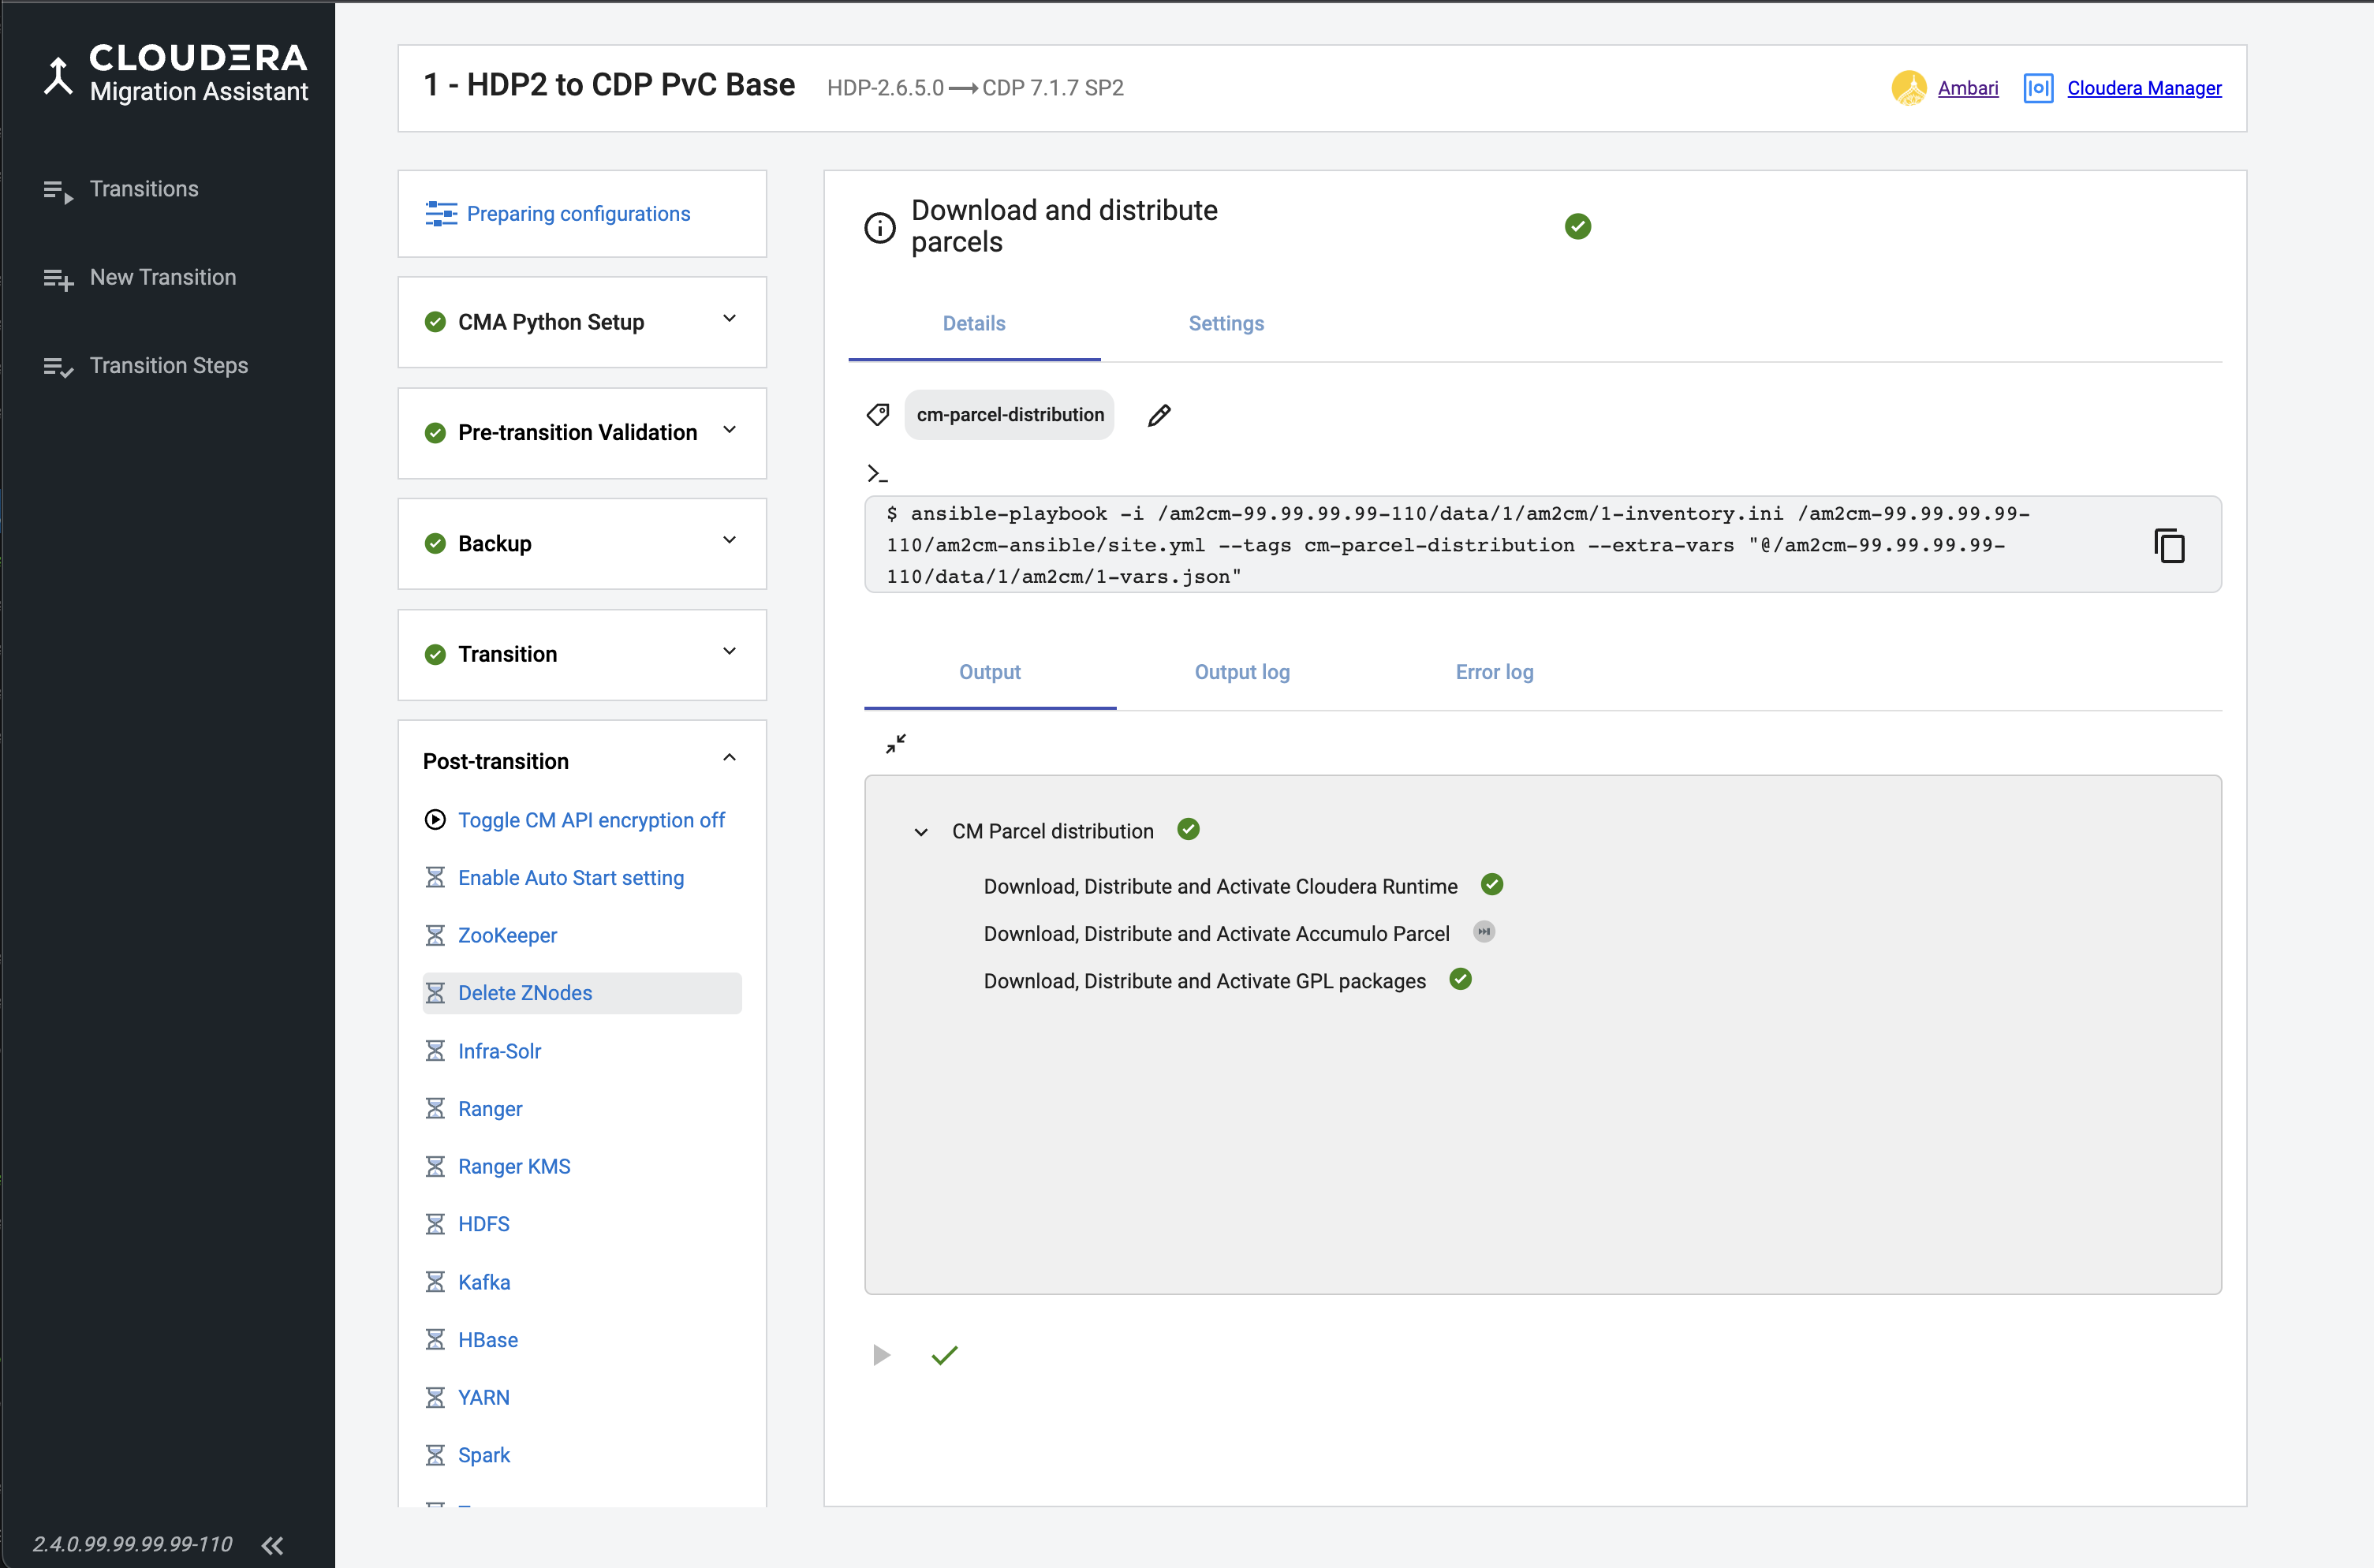 CLOUDERA
Migration Assistant
Transitions
New Transition
Transition Steps
2.4.0.99.99.99.99-110
1 - HDP2 to CDP PvC Base HDP-2.6.5.0⟶CDP 7.1.7 SP2
Ambari
Cloudera Manager
Preparing configurations
CMA Python Setup
Pre-transition Validation
Backup
Transition
Post-transition
Toggle CM API encryption off
Enable Auto Start setting
ZooKeeper
Delete ZNodes
Infra-Solr
Ranger
Ranger KMS
HDFS
Kafka
HBase
YARN
Spark
Download and distribute
parcels
Details Settings
cm-parcel-distribution
$ ansible-playbook -i /am2cm-99.99.99.99-110/data/1/am2cm/1-inventory.ini /am2cm-99.99.99.99-
110/am2cm-ansible/site.yml --tags cm-parcel-distribution --extra-vars "@/am2cm-99.99.99.99-
110/data/1/am2cm/1-vars.json"
Output Output log Error log
CM Parcel distribution
Download, Distribute and Activate Cloudera Runtime
Download, Distribute and Activate Accumulo Parcel
Download, Distribute and Activate GPL packages